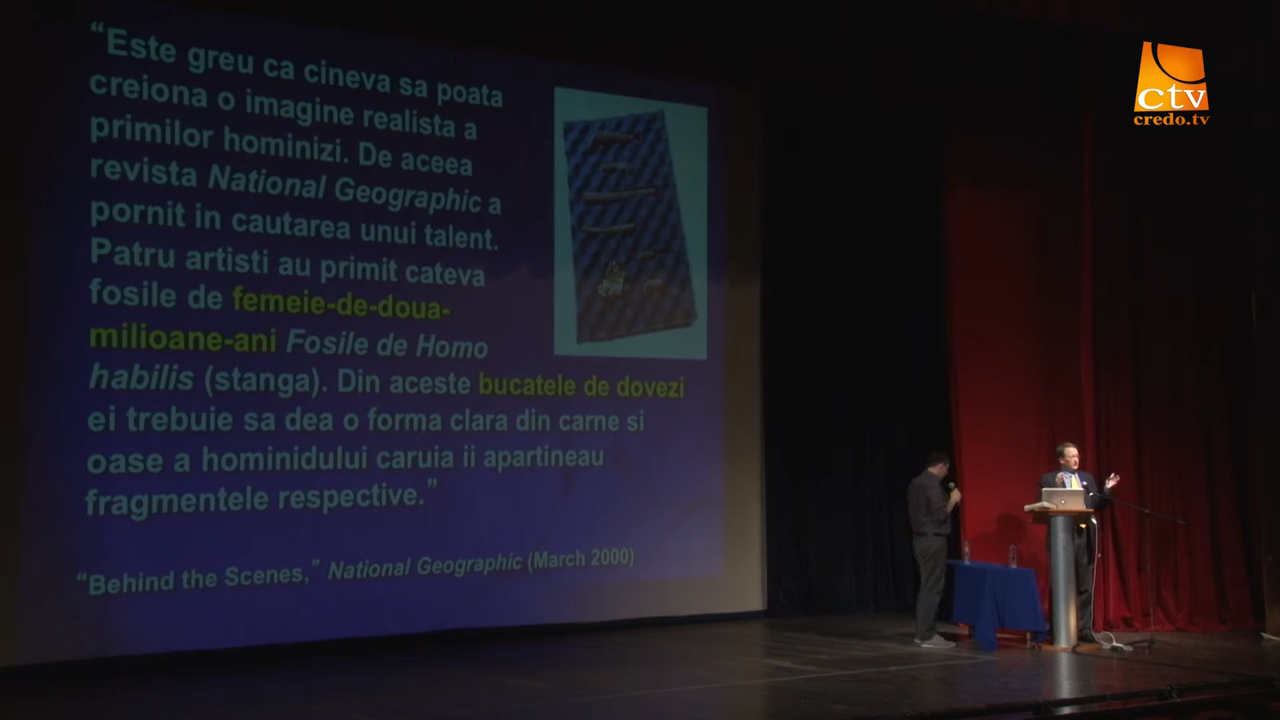 “Este greu ca cineva sa poata
creiona o imagine realista a
primilor hominizi. De aceea
revista National Geographic a
pornit in cautarea unui talent.
Patru artisti au primit cateva
fosile de femeie-de-doua-
milioane-ani Fosile de Homo
habilis (stanga). Din aceste bucatele de dovezi
ei trebuie sa dea o forma clara din carne si
oase a hominidului caruia ii apartineau
fragmentele respective.”
“Behind the Scenes,” National Geographic (March 2000)
ctv
credo.tv